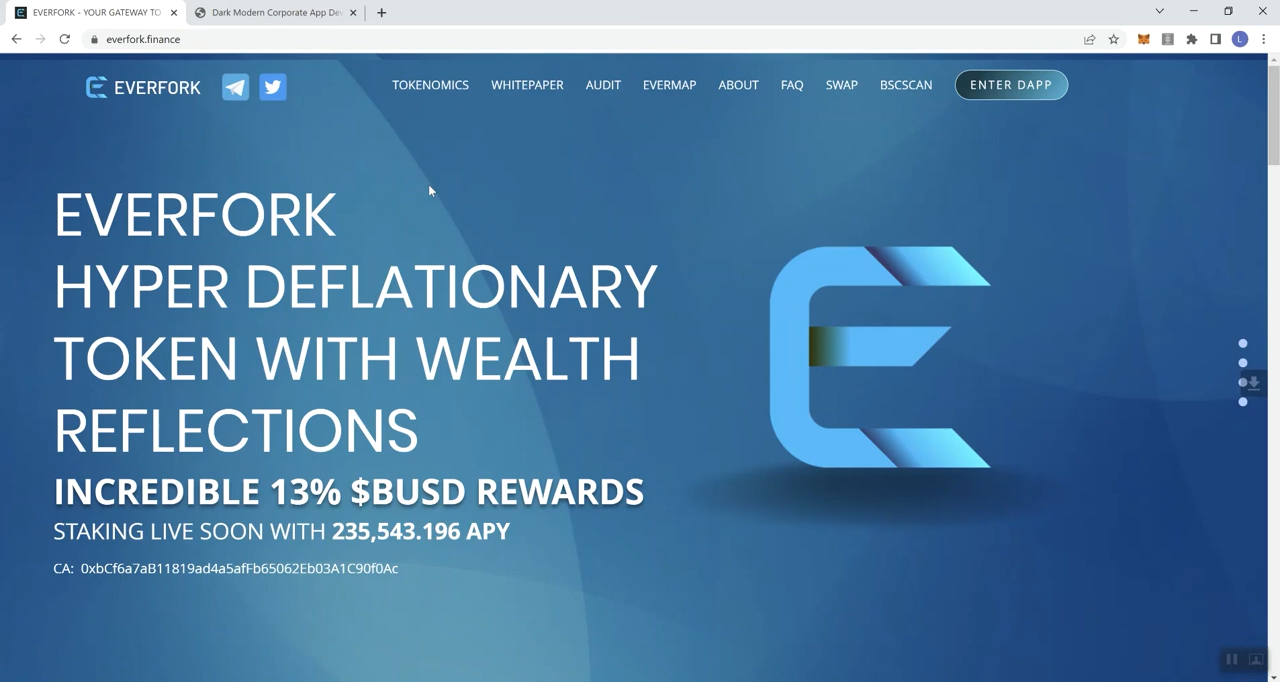 EVERFORK - YOUR GATEWAY TO
Dark Modern Corporate App Dev
everfork.finance
L
EVERFORK
TOKENOMICS
WHITEPAPER
AUDIT
EVERMAP
ABOUT
FAQ
SWAP
BSCSCAN
ENTER DAPP
EVERFORK
HYPER DEFLATIONARY
TOKEN WITH WEALTH
REFLECTIONS
INCREDIBLE 13% $BUSD REWARDS
STAKING LIVE SOON WITH 235,543.196 APY
CA: 0xbCf6a7aB11819ad4a5afFb65062Eb03A1C90f0Ac